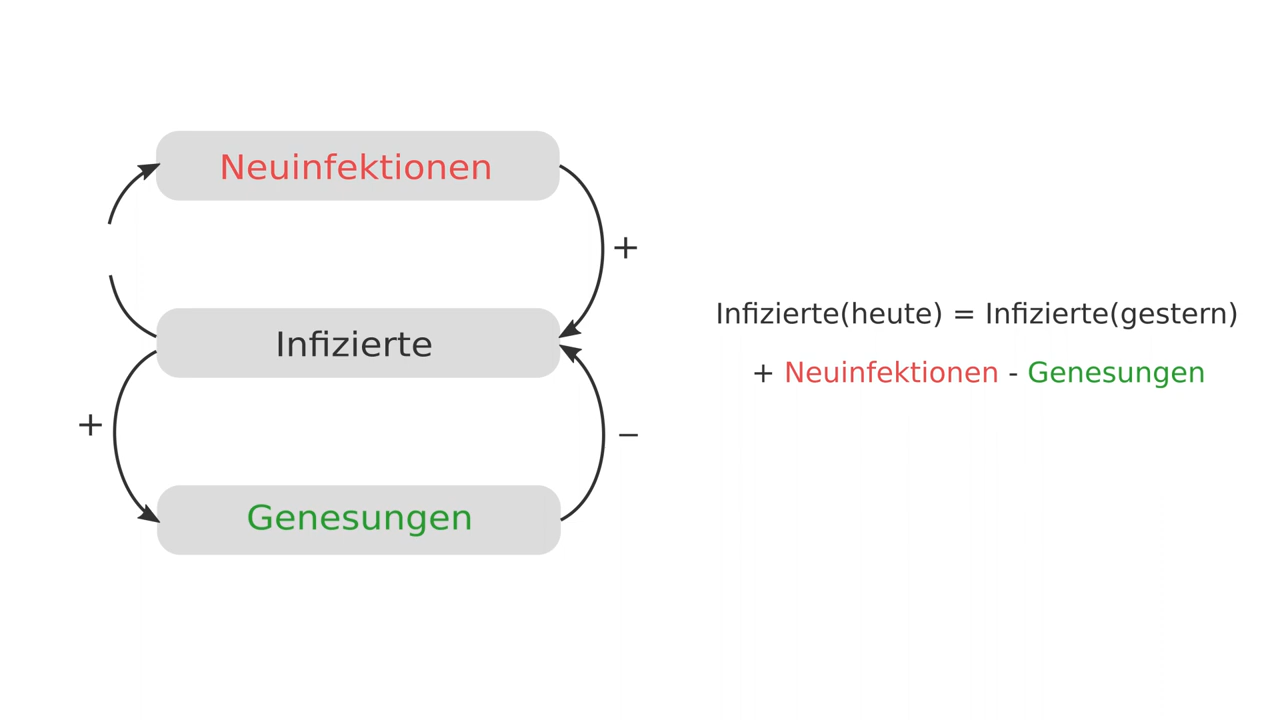 Neuinfektionen
+
Infizierte
+
–
Genesungen
Infizierte(heute) = Infizierte(gestern)
+ Neuinfektionen - Genesungen